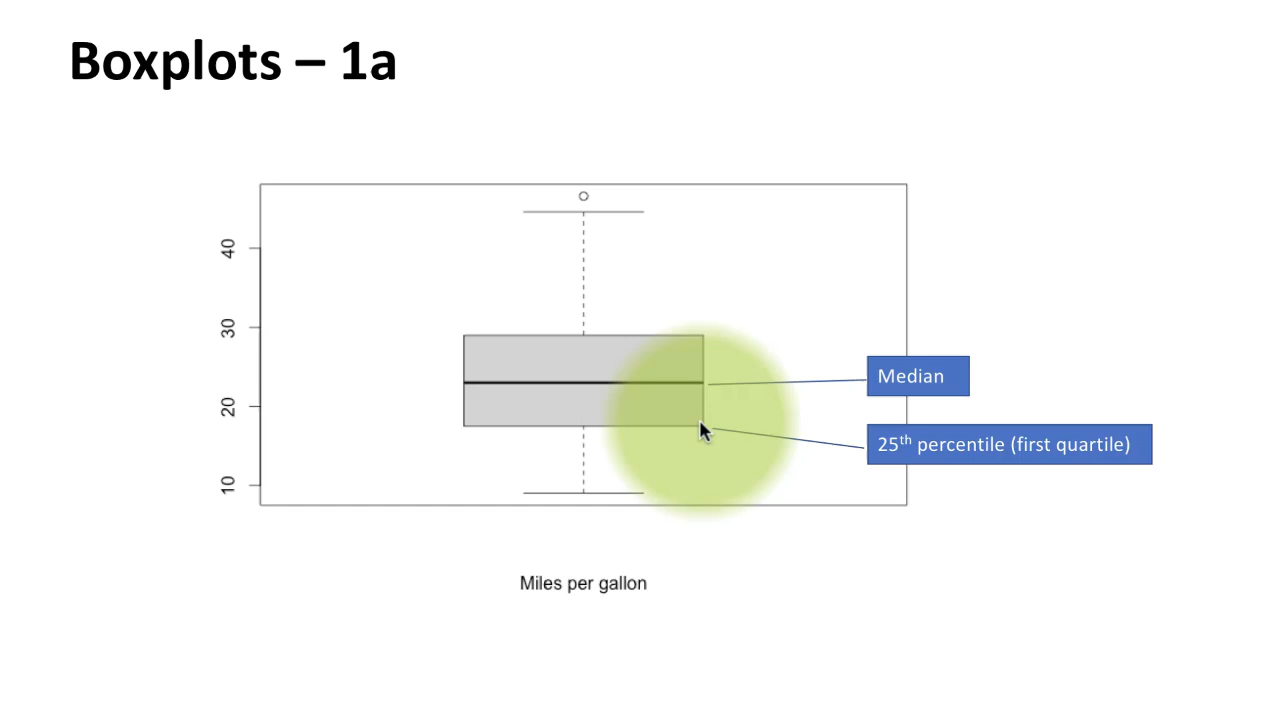 Boxplots – 1a
40
30
20
10
Median
25th percentile (first quartile)
Miles per gallon